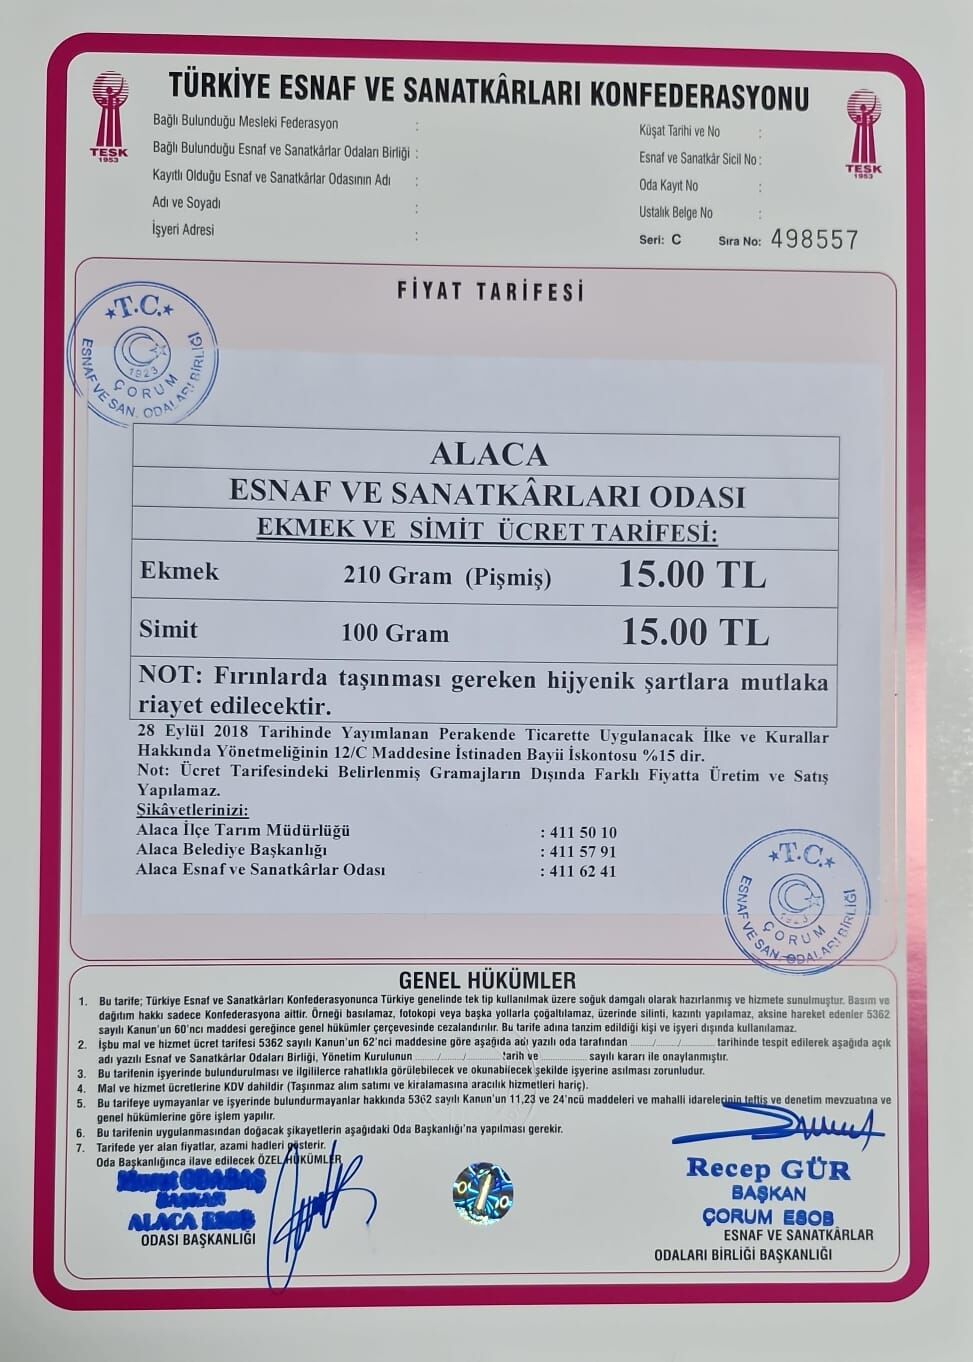 TÜRKİYE ESNAF VE SANATKÂRLARI KONFEDERASYONU
TESK
1953
TESK
1953
Bağlı Bulunduğu Mesleki Federasyon :
Bağlı Bulunduğu Esnaf ve Sanatkârlar Odaları Birliği :
Kayıtlı Olduğu Esnaf ve Sanatkârlar Odasının Adı :
Adı ve Soyadı :
İşyeri Adresi :
Küşat Tarihi ve No :
Esnaf ve Sanatkâr Sicil No :
Oda Kayıt No :
Ustalık Belge No :
Seri: C Sıra No: 498557
FİYAT TARİFESİ
T.C.
ESNAF VE SAN. ODALARI BİRLİĞİ
1923
ÇORUM
ALACA
ESNAF VE SANATKÂRLARI ODASI
EKMEK VE SİMİT ÜCRET TARİFESİ:
Ekmek 210 Gram (Pişmiş) 15.00 TL
Simit 100 Gram 15.00 TL
NOT: Fırınlarda taşınması gereken hijyenik şartlara mutlaka
riayet edilecektir.
28 Eylül 2018 Tarihinde Yayımlanan Perakende Ticarette Uygulanacak İlke ve Kurallar
Hakkında Yönetmeliğinin 12/C Maddesine İstinaden Bayii İskontosu %15 dir.
Not: Ücret Tarifesindeki Belirlenmiş Gramajların Dışında Farklı Fiyatta Üretim ve Satış
Yapılamaz.
Şikâyetlerinizi:
Alaca İlçe Tarım Müdürlüğü : 411 50 10
Alaca Belediye Başkanlığı : 411 57 91
Alaca Esnaf ve Sanatkârlar Odası : 411 62 41
T.C.
ESNAF VE SAN. ODALARI BİRLİĞİ
1923
ÇORUM
GENEL HÜKÜMLER
1. Bu tarife; Türkiye Esnaf ve Sanatkârları Konfederasyonunca Türkiye genelinde tek tip kullanılmak üzere soğuk damgalı olarak hazırlanmış ve hizmete sunulmuştur. Basım ve
dağıtım hakkı sadece Konfederasyona aittir. Örneği basılamaz, fotokopi veya başka yollarla çoğaltılamaz, üzerinde silinti, kazıntı yapılamaz, aksine hareket edenler 5362
sayılı Kanun'un 60'ncı maddesi gereğince genel hükümler çerçevesinde cezalandırılır. Bu tarife adına tanzim edildiği kişi ve işyeri dışında kullanılamaz.
2. İşbu mal ve hizmet ücret tarifesi 5362 sayılı Kanun'un 62'nci maddesine göre aşağıda adı yazılı oda tarafından ....../....../............ tarihinde tespit edilerek aşağıda açık
adı yazılı Esnaf ve Sanatkârlar Odaları Birliği, Yönetim Kurulunun ....../....../............ tarih ve ............ sayılı kararı ile onaylanmıştır.
3. Bu tarifenin işyerinde bulundurulması ve ilgililerce rahatlıkla görülebilecek ve okunabilecek şekilde işyerine asılması zorunludur.
4. Mal ve hizmet ücretlerine KDV dahildir (Taşınmaz alım satımı ve kiralamasına aracılık hizmetleri hariç).
5. Bu tarifeye uymayanlar ve işyerinde bulundurmayanlar hakkında 5362 sayılı Kanun'un 11,23 ve 24'ncü maddeleri ve mahalli idarelerinin teftiş ve denetim mevzuatına ve
genel hükümlerine göre işlem yapılır.
6. Bu tarifenin uygulanmasından doğacak şikayetlerin aşağıdaki Oda Başkanlığı'na yapılması gerekir.
7. Tarifede yer alan fiyatlar, azami hadleri gösterir.
Oda Başkanlığınca ilave edilecek ÖZEL HÜKÜMLER
Murat ODABAŞ
BAŞKAN
ALACA ESOB
ODASI BAŞKANLIĞI
Recep GÜR
BAŞKAN
ÇORUM ESOB
ESNAF VE SANATKÂRLAR
ODALARI BİRLİĞİ BAŞKANLIĞI